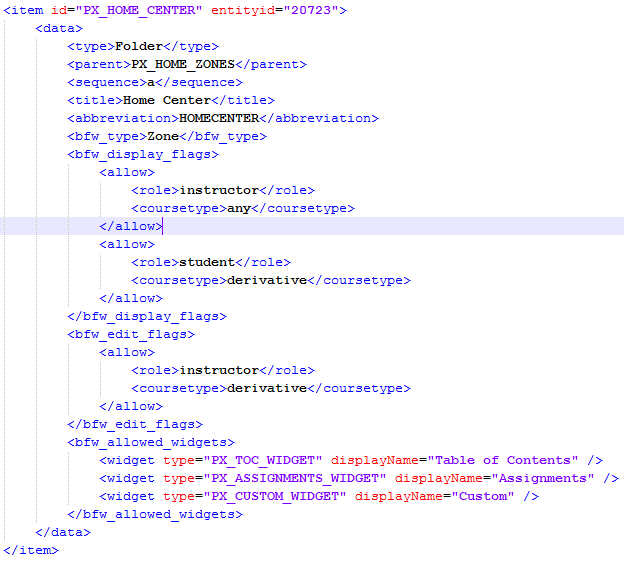 <item id="PX_HOME_CENTER" entityid="20723">
<data>
<type>Folder</type>
<parent>PX_HOME_ZONES</parent>
<sequence>a</sequence>
<title>Home Center</title>
<abbreviation>HOMECENTER</abbreviation>
<bfw_type>Zone</bfw_type>
<bfw_display_flags>
<allow>
<role>instructor</role>
<coursetype>any</coursetype>
</allow>
<allow>
<role>student</role>
<coursetype>derivative</coursetype>
</allow>
</bfw_display_flags>
<bfw_edit_flags>
<allow>
<role>instructor</role>
<coursetype>derivative</coursetype>
</allow>
</bfw_edit_flags>
<bfw_allowed_widgets>
<widget type="PX_TOC_WIDGET" displayName="Table of Contents" />
<widget type="PX_ASSIGNMENTS_WIDGET" displayName="Assignments" />
<widget type="PX_CUSTOM_WIDGET" displayName="Custom" />
</bfw_allowed_widgets>
</data>
</item>